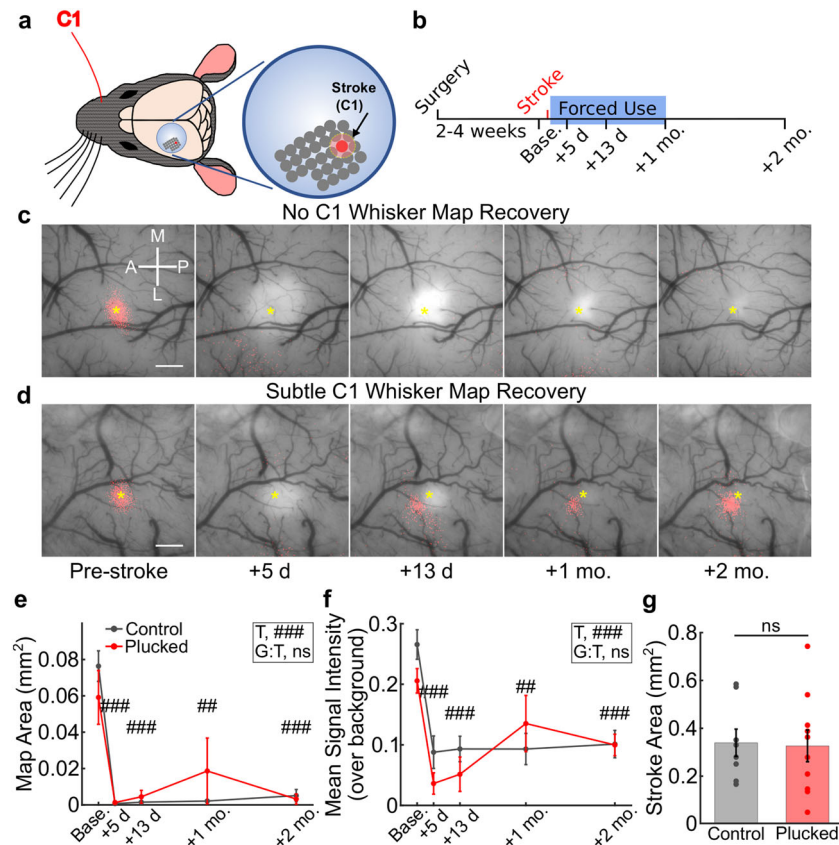 a
C1
Stroke
(C1)
b
Surgery
2-4 weeks
Stroke
Forced Use
Base.
+5 d
+13 d
+1 mo.
+2 mo.
c
No C1 Whisker Map Recovery
M
A
P
L
*
*
*
*
*
d
Subtle C1 Whisker Map Recovery
*
*
*
*
*
Pre-stroke
+5 d
+13 d
+1 mo.
+2 mo.
e
Control
Plucked
T, ###
G:T, ns
Map Area (mm²)
0.08
0.06
0.04
0.02
0
###
###
##
###
Base.
+5 d
+13 d
+1 mo.
+2 mo.
f
T, ###
G:T, ns
Mean Signal Intensity
(over background)
0.3
0.2
0.1
0
###
###
##
###
Base.
+5 d
+13 d
+1 mo.
+2 mo.
g
ns
Stroke Area (mm²)
0.8
0.6
0.4
0.2
0
Control
Plucked